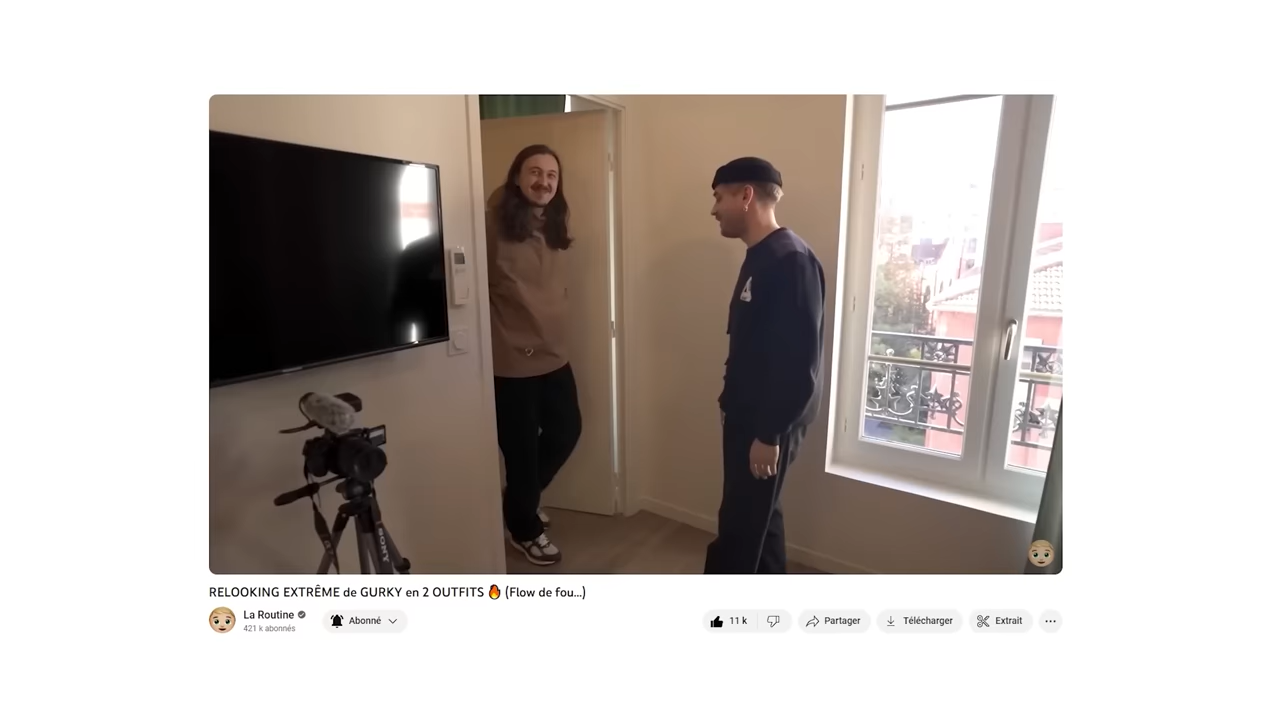 SONY
RELOOKING EXTRÊME de GURKY en 2 OUTFITS 🔥 (Flow de fou...)
La Routine
421 k abonnés
Abonné
11 k
Partager
Télécharger
Extrait